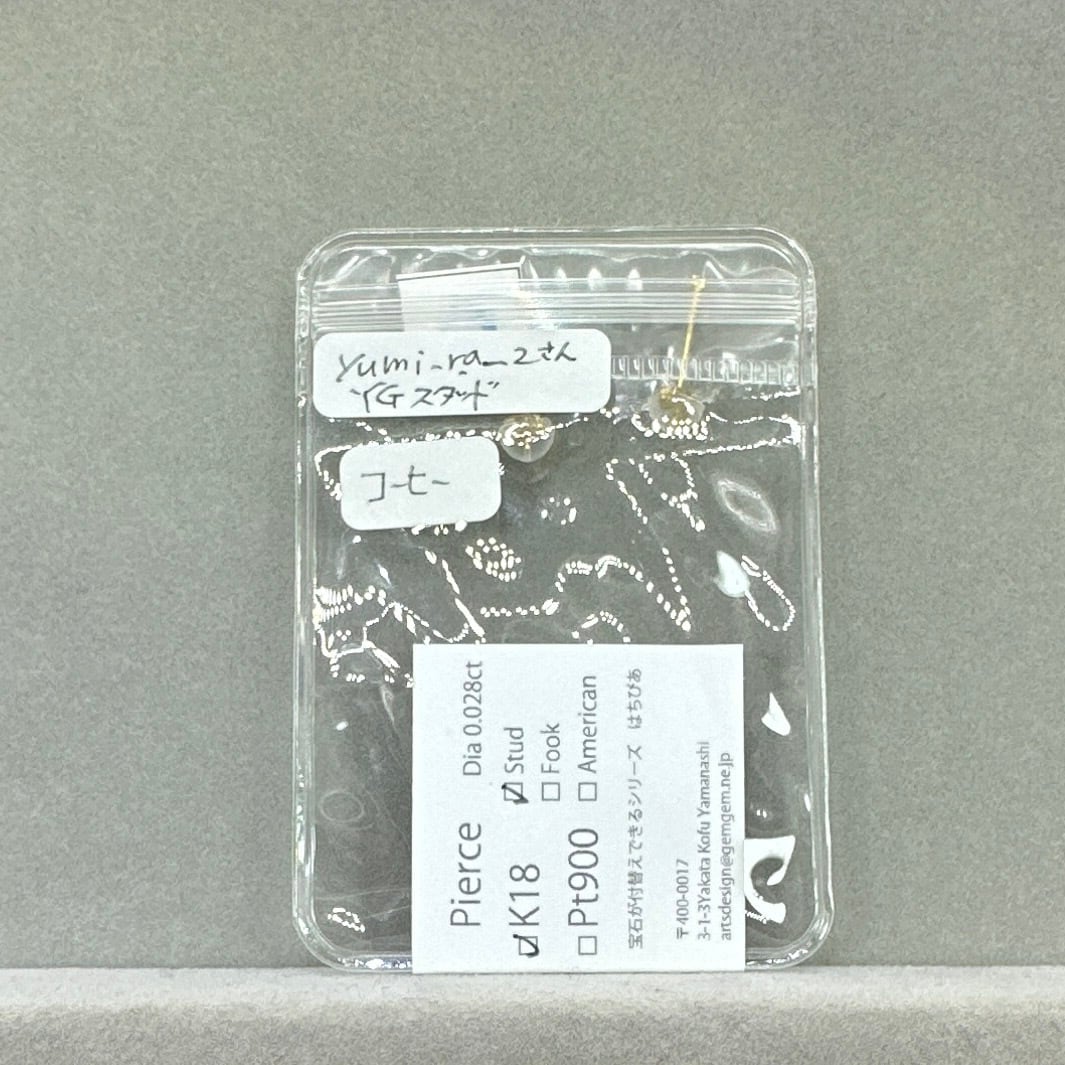 yumi_ra_2さん
YGスタッド
コーヒー
Pierce Dia 0.028ct
☑K18 ☑Stud
☐Fook
☐Pt900 ☐American
宝石が付替えできるシリーズ はちぴあ
〒400-0017
3-1-3Yakata Kofu Yamanashi
artsdesign@gemgem.ne.jp